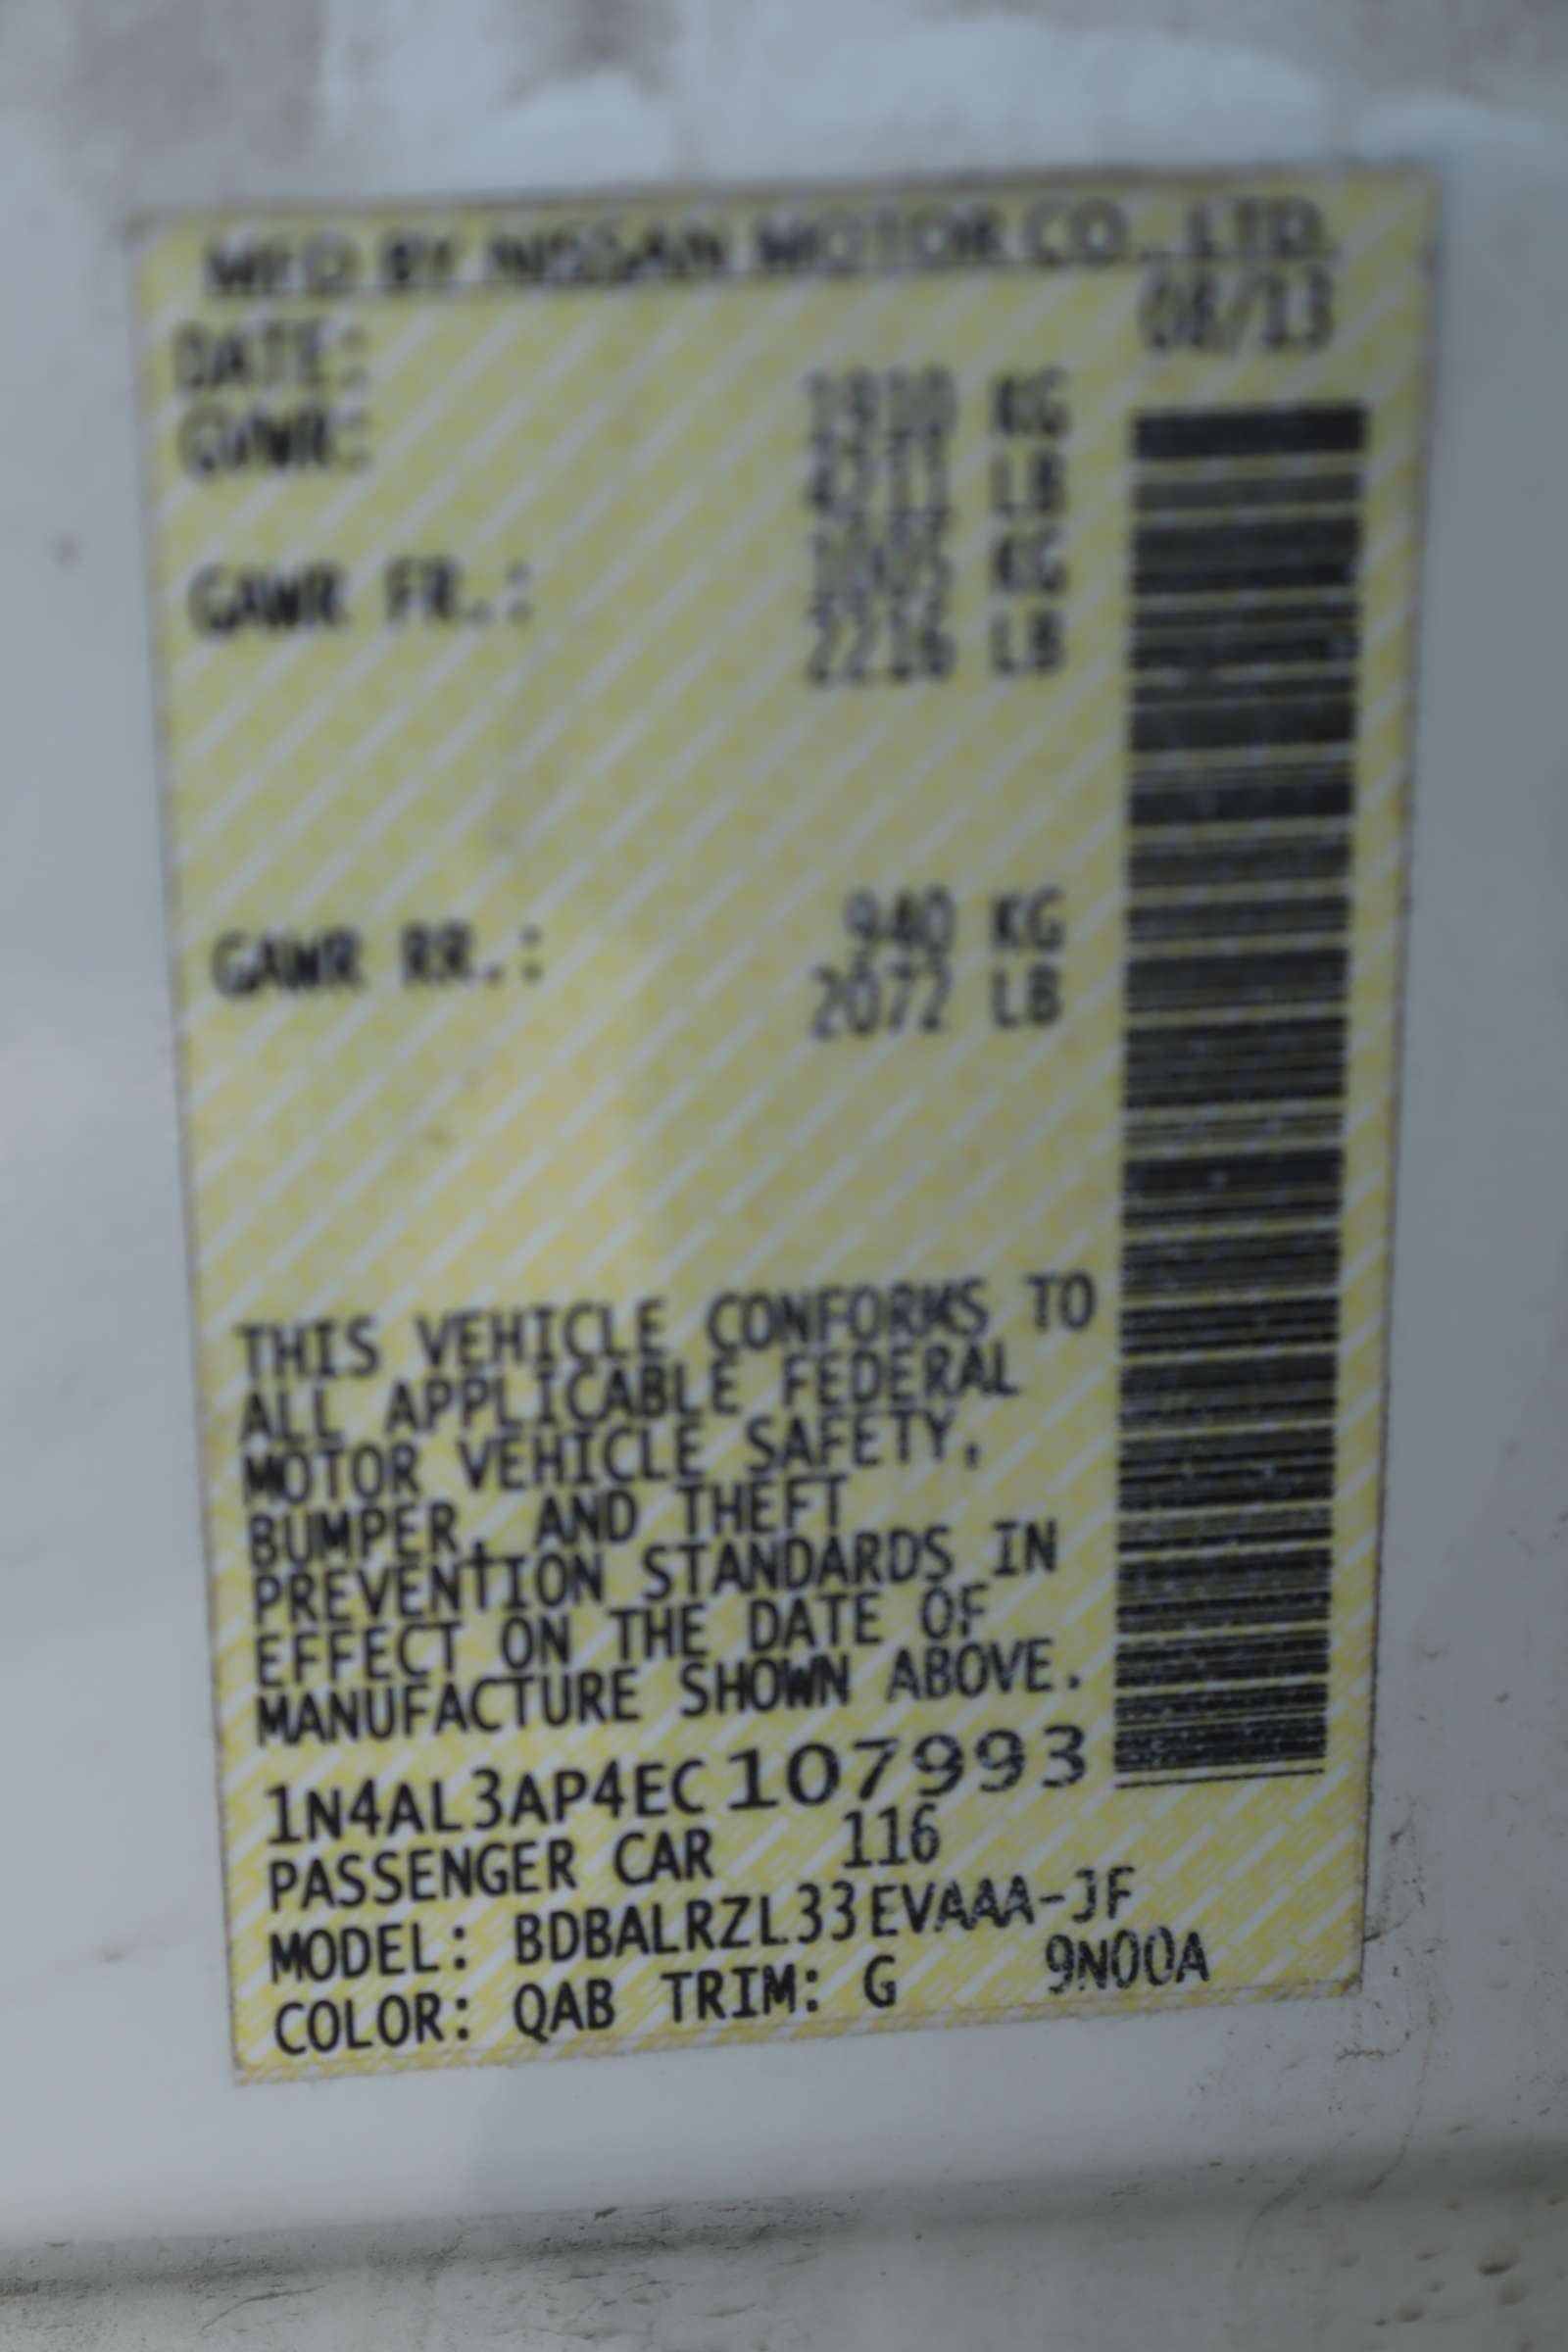 MFD BY NISSAN MOTOR CO., LTD.
DATE: 08/13
GVWR: 1910 KG
4211 LB
GAWR FR.: 1005 KG
2216 LB
GAWR RR.: 940 KG
2072 LB
THIS VEHICLE CONFORMS TO
ALL APPLICABLE FEDERAL
MOTOR VEHICLE SAFETY,
BUMPER, AND THEFT
PREVENTION STANDARDS IN
EFFECT ON THE DATE OF
MANUFACTURE SHOWN ABOVE.
1N4AL3AP4EC107993
PASSENGER CAR 116
MODEL: BDBALRZL33EVAAA-JF
COLOR: QAB TRIM: G 9N00A